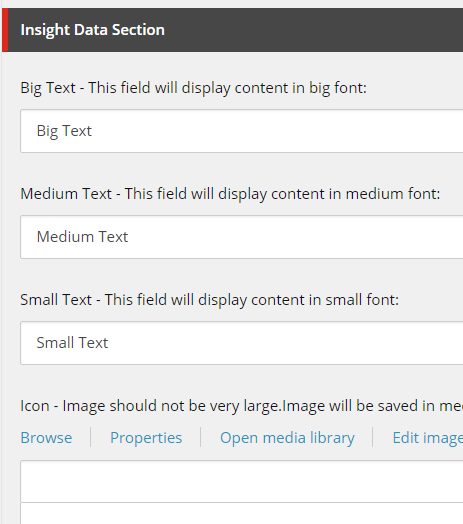 Insight Data Section
Big Text - This field will display content in big font:
Big Text
Medium Text - This field will display content in medium font:
Medium Text
Small Text - This field will display content in small font:
Small Text
Icon - Image should not be very large.Image will be saved in
Browse Properties Open media library Edit image